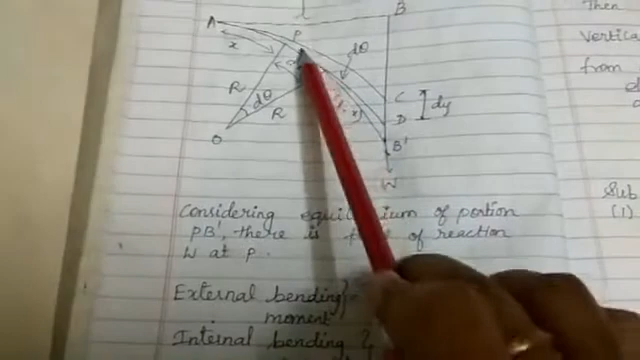 Then
B
A
Vertica
P
x
dθ
from
R
dθ
R
C
dy
D
O
B'
W
Sub
Considering equilibrium of portion
(1)
PB', there is of reaction
W at P.
External bending
moment
Internal bending